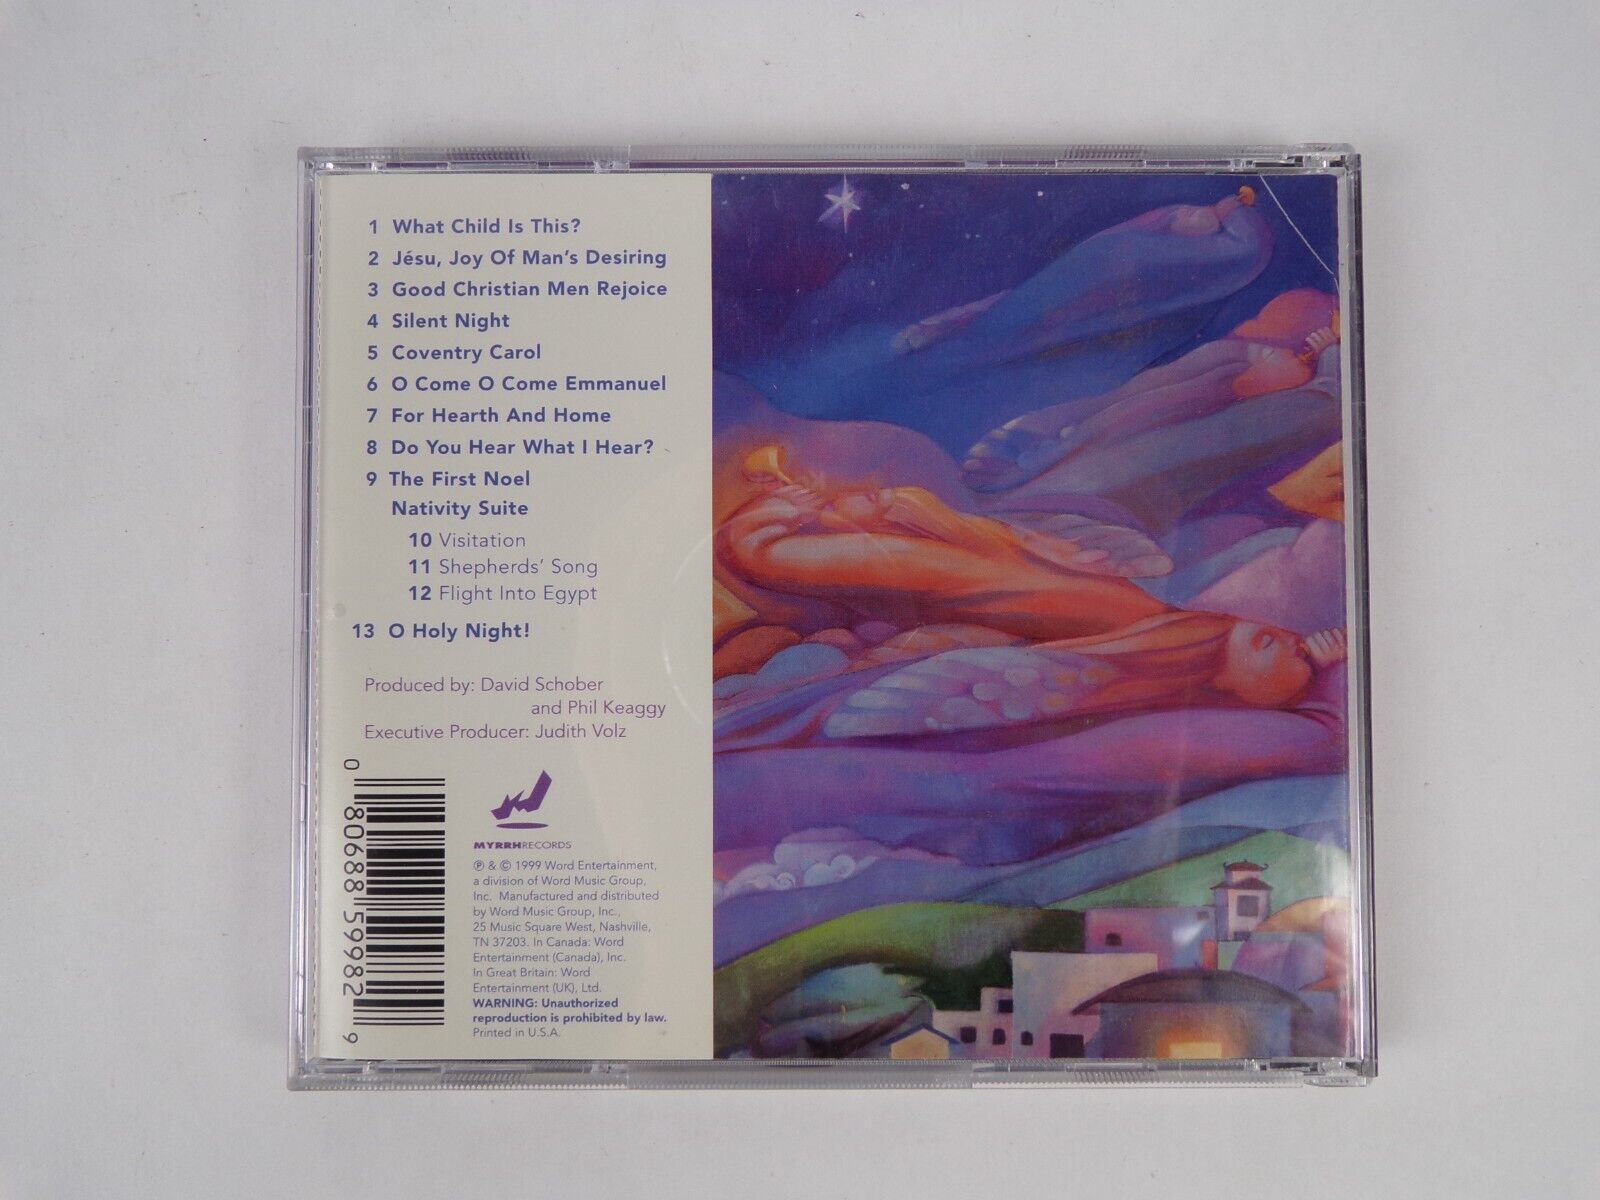 1 What Child Is This?
2 Jésu, Joy Of Man's Desiring
3 Good Christian Men Rejoice
4 Silent Night
5 Coventry Carol
6 O Come O Come Emmanuel
7 For Hearth And Home
8 Do You Hear What I Hear?
9 The First Noel
Nativity Suite
10 Visitation
11 Shepherds' Song
12 Flight Into Egypt
13 O Holy Night!
Produced by: David Schober
and Phil Keaggy
Executive Producer: Judith Volz
0 80688 59982 9
MYRRH RECORDS
℗ & © 1999 Word Entertainment,
a division of Word Music Group,
Inc. Manufactured and distributed
by Word Music Group, Inc.,
25 Music Square West, Nashville,
TN 37203. In Canada: Word
Entertainment (Canada), Inc.
In Great Britain: Word
Entertainment (UK), Ltd.
WARNING: Unauthorized
reproduction is prohibited by law.
Printed in U.S.A.